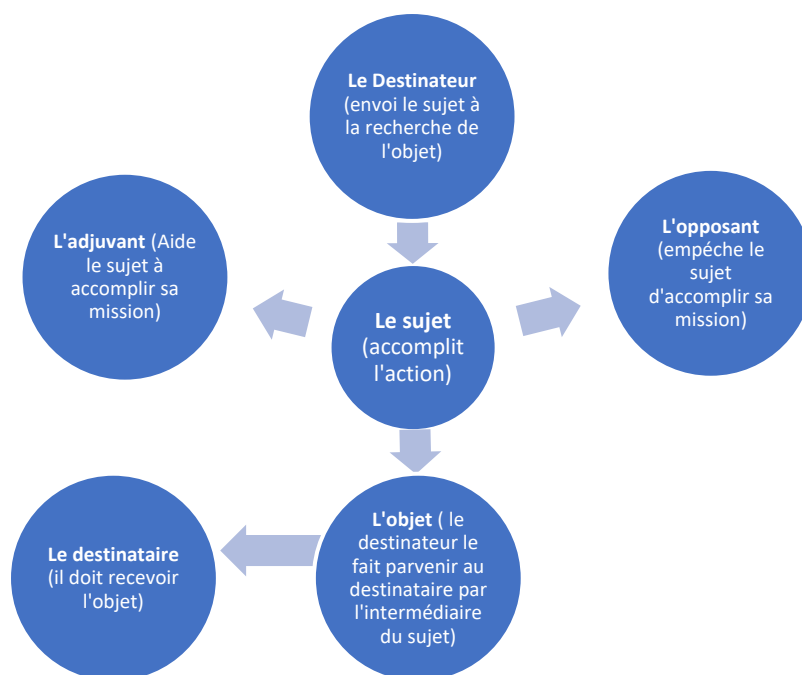 Le Destinateur
(envoi le sujet à
la recherche de
l'objet)
L'adjuvant (Aide
le sujet à
accomplir sa
mission)
L'opposant
(empéche le
sujet
d'accomplir sa
mission)
Le sujet
(accomplit
l'action)
Le destinataire
(il doit recevoir
l'objet)
L'objet ( le
destinateur le
fait parvenir au
destinataire par
l'intermédiaire
du sujet)